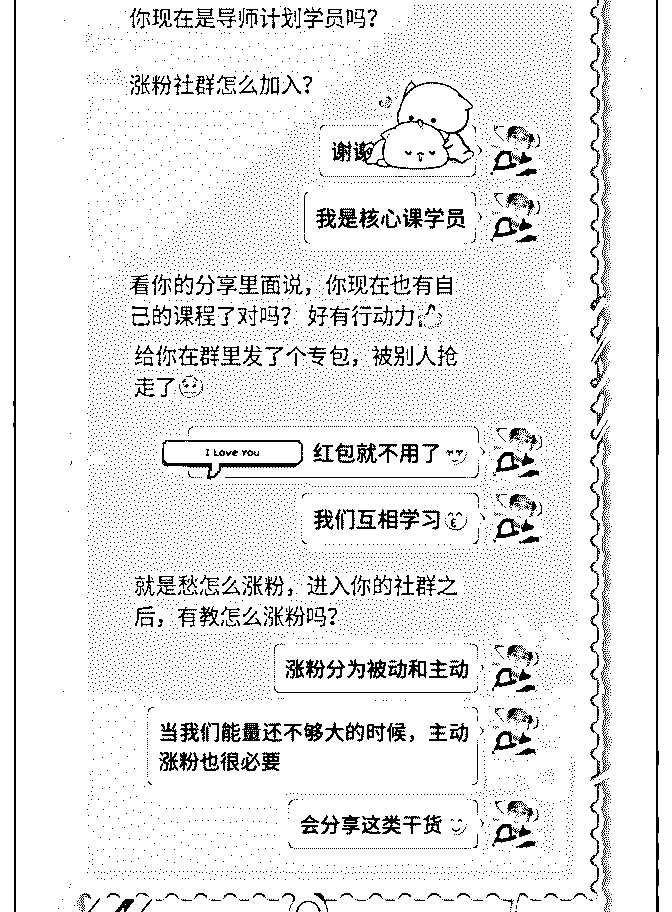 你现在是导师计划学员吗？
涨粉社群怎么加入？
谢谢
我是核心课学员
看你的分享里面说，你现在也有自
己的课程了对吗？好有行动力
给你在群里发了个专包，被别人抢
走了
I Love You
红包就不用了
我们互相学习
就是愁怎么涨粉，进入你的社群之
后，有教怎么涨粉吗？
涨粉分为被动和主动
当我们能量还不够大的时候，主动
涨粉也很必要
会分享这类干货